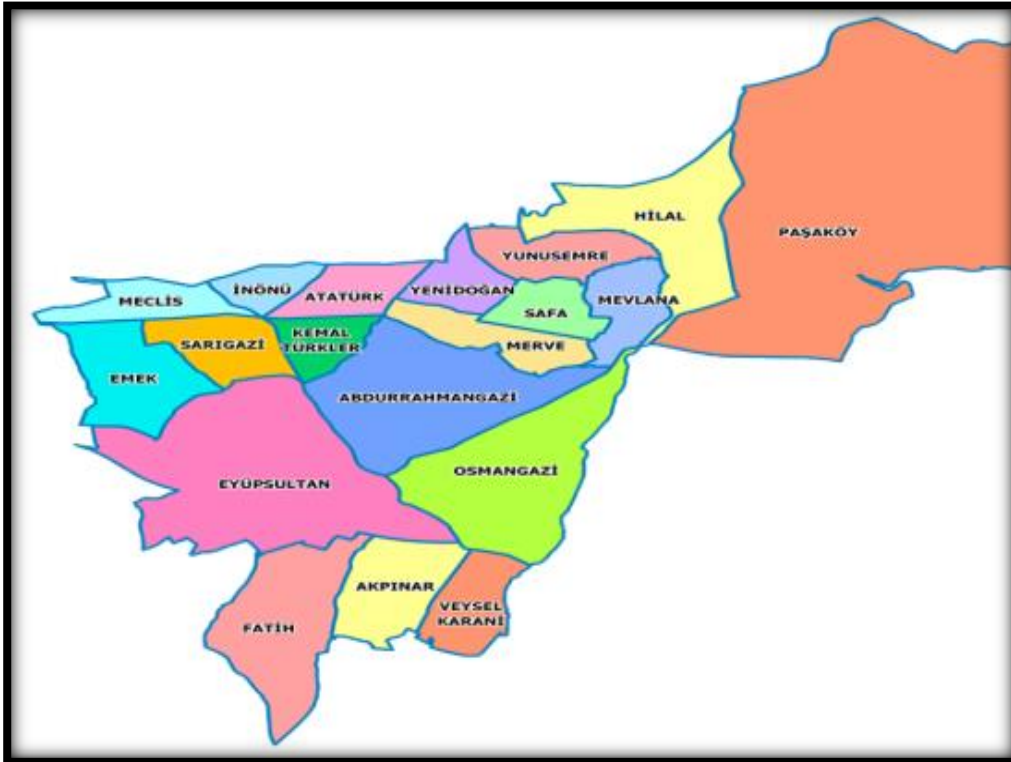 HİLAL
PAŞAKÖY
YUNUSEMRE
MECLİS
İNÖNÜ
ATATÜRK
YENİDOĞAN
MEVLANA
SAFA
SARIGAZİ
KEMAL
TÜRKLER
MERVE
EMEK
ABDURRAHMANGAZİ
OSMANGAZİ
EYÜPSULTAN
AKPINAR
VEYSEL
KARANİ
FATİH